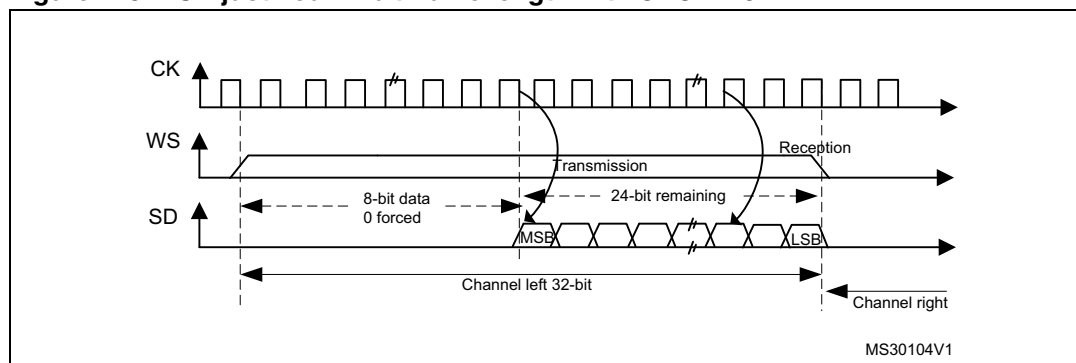 CK
WS
Reception
Transmission
8-bit data
0 forced
24-bit remaining
SD
MSB
LSB
Channel left 32-bit
Channel right
MS30104V1